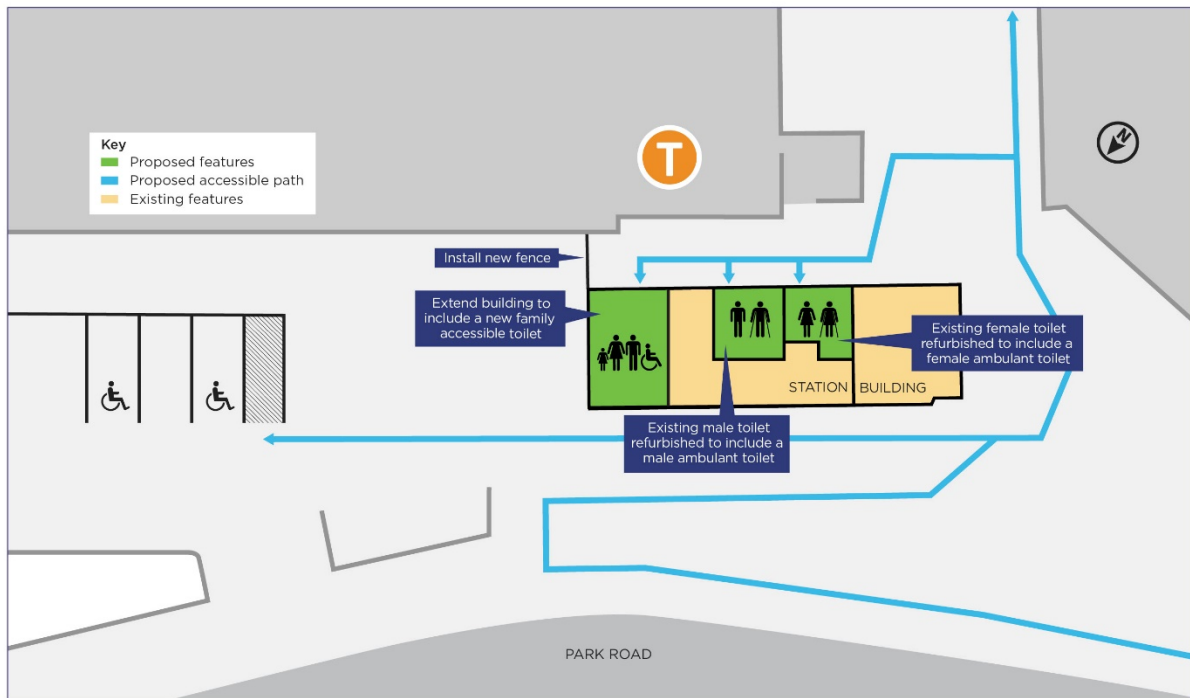 T
N
Key
Proposed features
Proposed accessible path
Existing features
Install new fence
Extend building to
include a new family
accessible toilet
Existing female toilet
refurbished to include a
female ambulant toilet
STATION BUILDING
Existing male toilet
refurbished to include a
male ambulant toilet
PARK ROAD